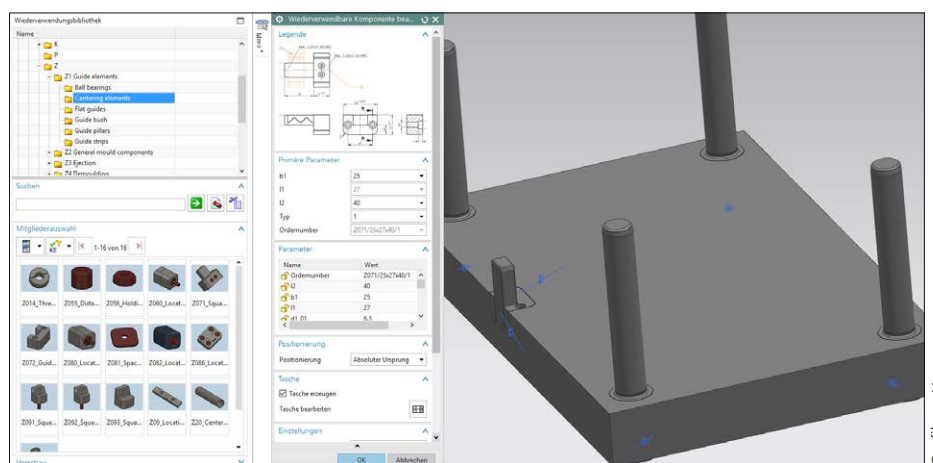 Wiederverwendungsbibliothek
Name
K
P
Z
Z1 Guide elements
Ball bearings
Centering elements
Flat guides
Guide bush
Guide pillars
Guide strips
Z2 General mould components
Z3 Ejection
Z4 Demoulding
Suchen
Mitgliederauswahl
KE
1-16 von 16
Z014_Thre...
Z055_Dista...
Z056_Holdi...
Z060_Locat...
Z071_Squa...
Z072_Guid...
Z080_Locat...
Z081_Spac...
Z082_Locat...
Z086_Locat...
Z091_Squa...
Z092_Squa...
Z093_Squa...
Z09_Locati...
Z20_Center...
Vorschau
Menü
Wiederverwendbare Komponente bea...
Legende
Primäre Parameter
b1
25
l1
27
l2
40
Typ
1
Ordernumber
Z071/25x27x40/1
Parameter
Name
Wert
Ordernumber
Z071/25x27x40/1
l2
40
b1
25
l1
27
d1_01
6.5
Positionierung
Positionierung
Absoluter Ursprung
Tasche
Tasche erzeugen
Tasche bearbeiten
Einstellungen
OK
Abbrechen